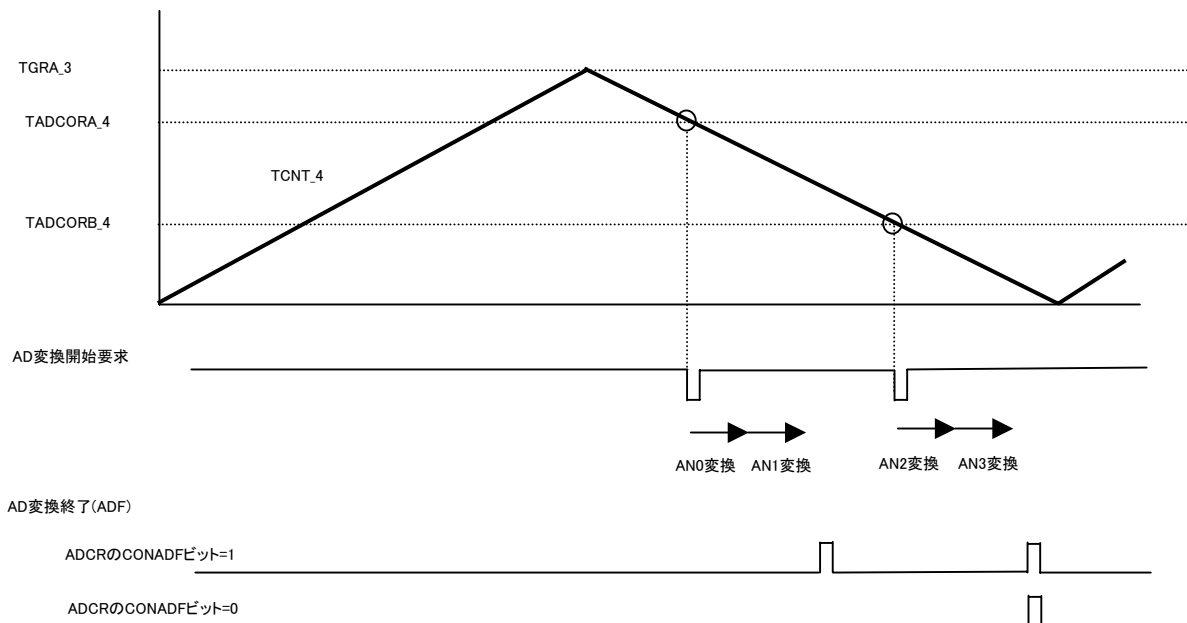 TGRA_3
TADCORA_4
TCNT_4
TADCORB_4
AD変換開始要求
AN0変換 AN1変換 AN2変換 AN3変換
AD変換終了(ADF)
ADCRのCONADFビット=1
ADCRのCONADFビット=0